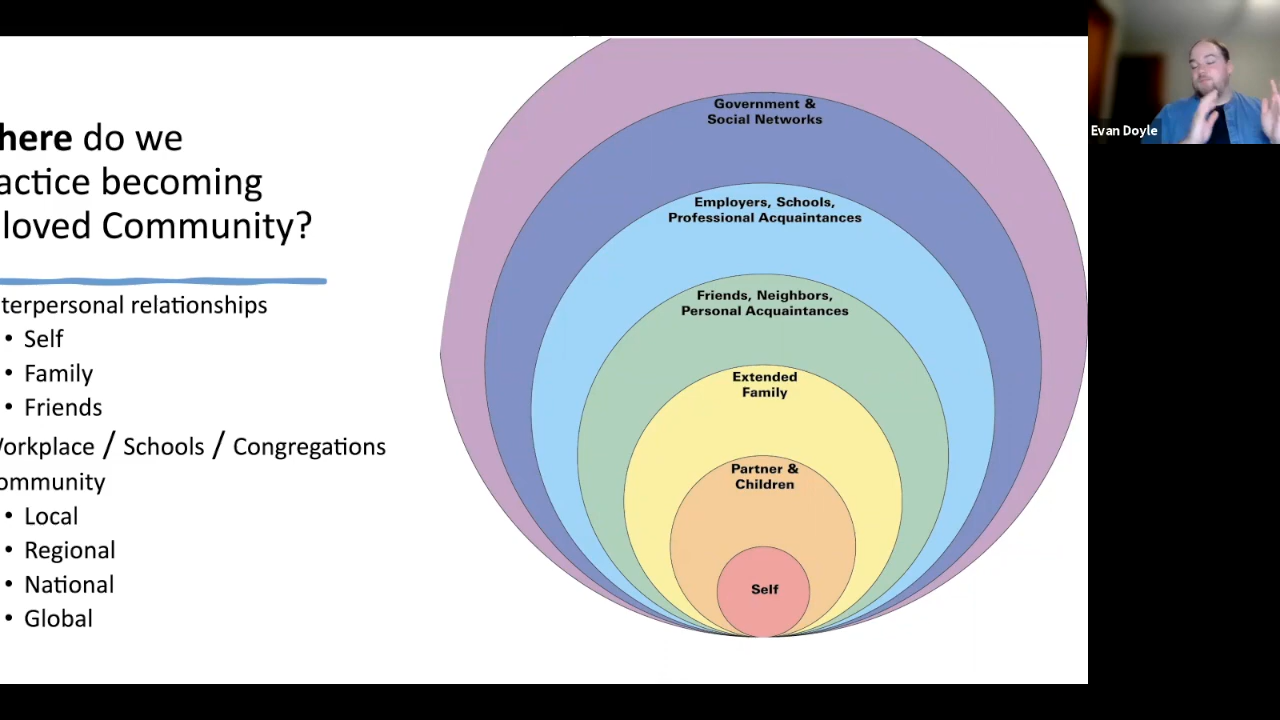 here do we
actice becoming
loved Community?
terpersonal relationships
• Self
• Family
• Friends
orkplace / Schools / Congregations
ommunity
• Local
• Regional
• National
• Global
Government &
Social Networks
Employers, Schools,
Professional Acquaintances
Friends, Neighbors,
Personal Acquaintances
Extended
Family
Partner &
Children
Self
Evan Doyle